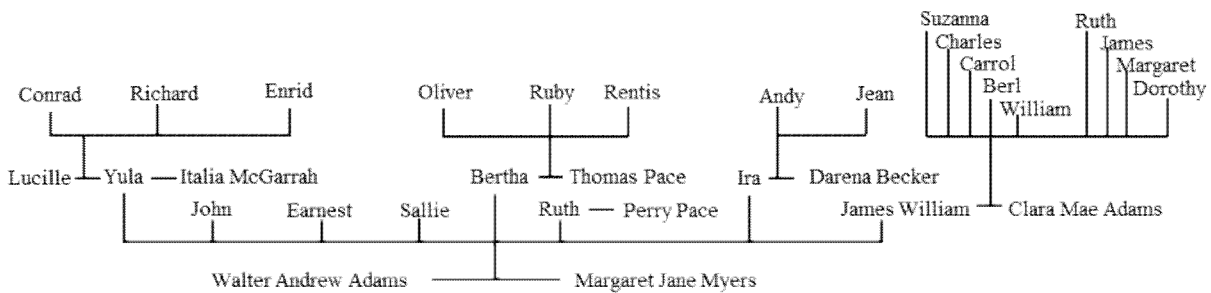 Suzanna
Ruth
Charles
James
Carrol
Margaret
Conrad
Richard
Enrid
Oliver
Ruby
Rentis
Andy
Jean
Berl
Dorothy
William
Lucille
Yula
Italia McGarrah
Bertha
Thomas Pace
Ira
Darena Becker
John
Earnest
Sallie
Ruth
Perry Pace
James William
Clara Mae Adams
Walter Andrew Adams
Margaret Jane Myers